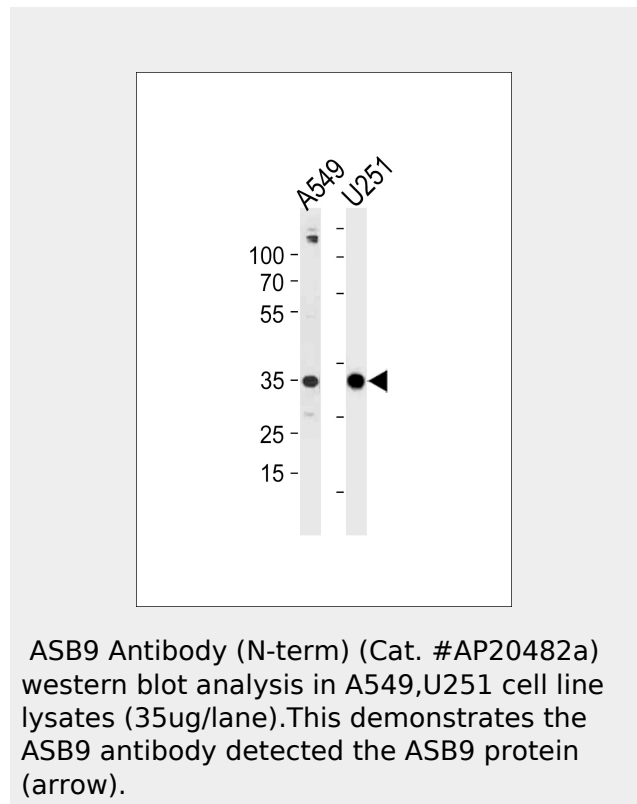 A549 U251
100
70
55
35
25
15
ASB9 Antibody (N-term) (Cat. #AP20482a)
western blot analysis in A549,U251 cell line
lysates (35ug/lane).This demonstrates the
ASB9 antibody detected the ASB9 protein
(arrow).